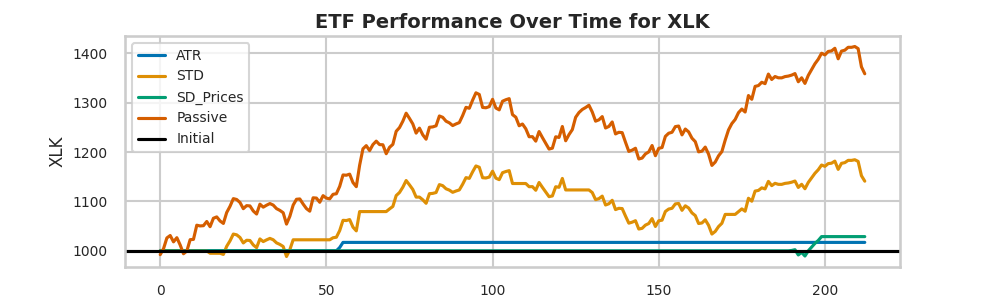 ETF Performance Over Time for XLK
XLK
1400
1300
1200
1100
1000
ATR
STD
SD_Prices
Passive
Initial
0
50
100
150
200